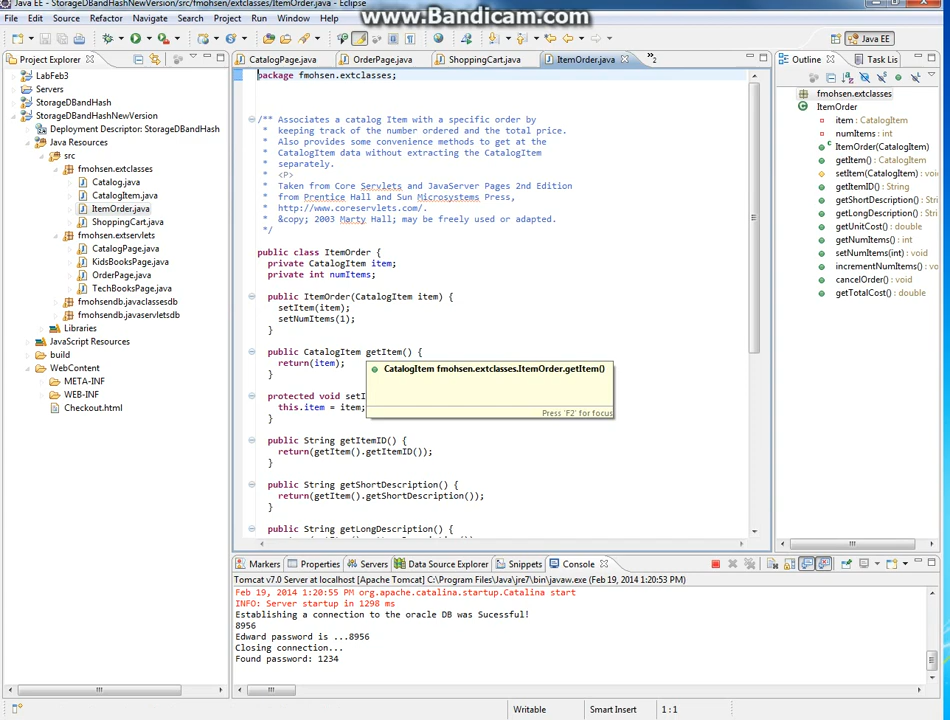 Java EE - StorageDBandHashNewVersion/src/fmohsen/extclasses/ItemOrder.java - Eclipse
www.Bandicam.com
File Edit Source Refactor Navigate Search Project Run Window Help
Java EE
Project Explorer
LabFeb3
Servers
StorageDBandHash
StorageDBandHashNewVersion
Deployment Descriptor: StorageDBandHash
Java Resources
src
fmohsen.extclasses
Catalog.java
CatalogItem.java
ItemOrder.java
ShoppingCart.java
fmohsen.extservlets
CatalogPage.java
KidsBooksPage.java
OrderPage.java
TechBooksPage.java
fmohsendb.javaclassesdb
fmohsendb.javaservletsdb
Libraries
JavaScript Resources
build
WebContent
META-INF
WEB-INF
Checkout.html
CatalogPage.java OrderPage.java ShoppingCart.java ItemOrder.java »2
package fmohsen.extclasses;
/** Associates a catalog Item with a specific order by
* keeping track of the number ordered and the total price.
* Also provides some convenience methods to get at the
* CatalogItem data without extracting the CatalogItem
* separately.
* <P>
* Taken from Core Servlets and JavaServer Pages 2nd Edition
* from Prentice Hall and Sun Microsystems Press,
* http://www.coreservlets.com/.
* &copy; 2003 Marty Hall; may be freely used or adapted.
*/
public class ItemOrder {
private CatalogItem item;
private int numItems;
public ItemOrder(CatalogItem item) {
setItem(item);
setNumItems(1);
}
public CatalogItem getItem() {
return(item);
}
CatalogItem fmohsen.extclasses.ItemOrder.getItem()
Press 'F2' for focus
protected void setI
this.item = item;
}
public String getItemID() {
return(getItem().getItemID());
}
public String getShortDescription() {
return(getItem().getShortDescription());
}
public String getLongDescription() {
Outline Task Lis
fmohsen.extclasses
ItemOrder
item : CatalogItem
numItems : int
ItemOrder(CatalogItem)
getItem() : CatalogItem
setItem(CatalogItem) : voi
getItemID() : String
getShortDescription() : Str
getLongDescription() : Stri
getUnitCost() : double
getNumItems() : int
setNumItems(int) : void
incrementNumItems() : vo
cancelOrder() : void
getTotalCost() : double
Markers Properties Servers Data Source Explorer Snippets Console
Tomcat v7.0 Server at localhost [Apache Tomcat] C:\Program Files\Java\jre7\bin\javaw.exe (Feb 19, 2014 1:20:53 PM)
Feb 19, 2014 1:20:55 PM org.apache.catalina.startup.Catalina start
INFO: Server startup in 1298 ms
Establishing a connection to the oracle DB was Sucessful!
8956
Edward password is ...8956
Closing connection...
Found password: 1234
Writable Smart Insert 1 : 1